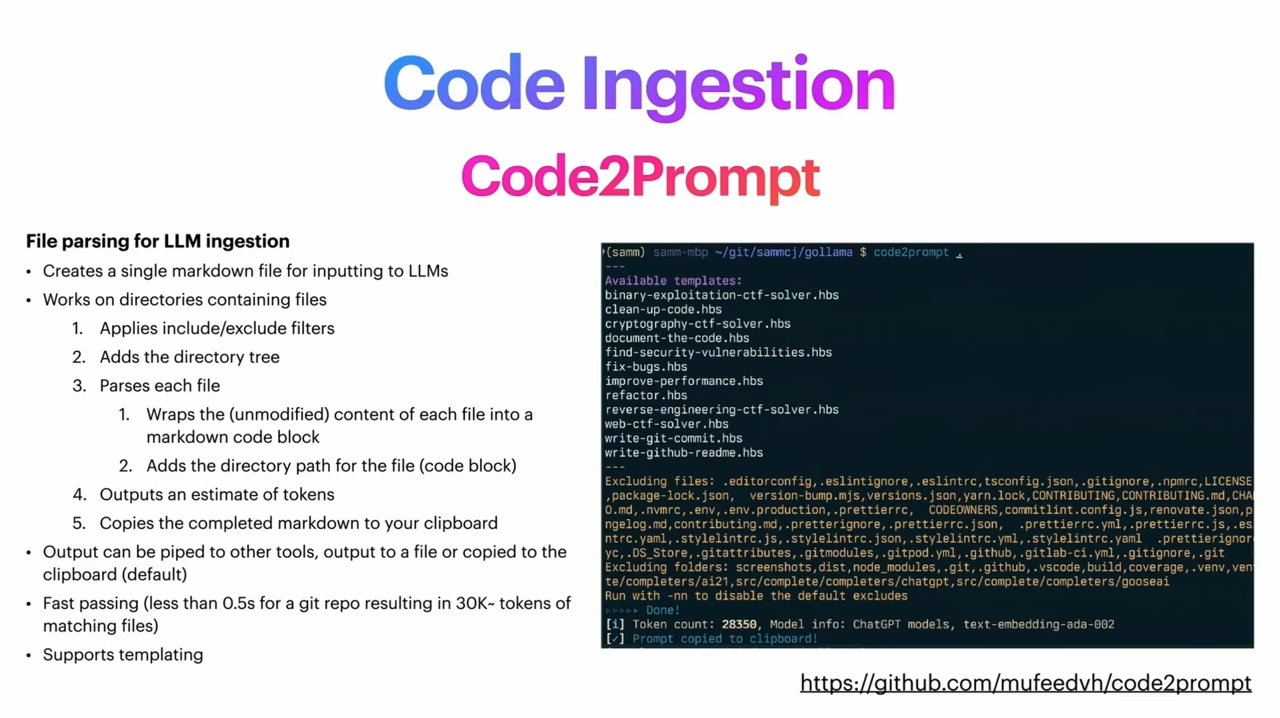 Code Ingestion
Code2Prompt
File parsing for LLM ingestion
• Creates a single markdown file for inputting to LLMs
• Works on directories containing files
1. Applies include/exclude filters
2. Adds the directory tree
3. Parses each file
1. Wraps the (unmodified) content of each file into a
markdown code block
2. Adds the directory path for the file (code block)
4. Outputs an estimate of tokens
5. Copies the completed markdown to your clipboard
• Output can be piped to other tools, output to a file or copied to the
clipboard (default)
• Fast passing (less than 0.5s for a git repo resulting in 30K~ tokens of
matching files)
• Supports templating
(samm) samm-mbp ~/git/sammcj/gollama $ code2prompt .
---
Available templates:
binary-exploitation-ctf-solver.hbs
clean-up-code.hbs
cryptography-ctf-solver.hbs
document-the-code.hbs
find-security-vulnerabilities.hbs
fix-bugs.hbs
improve-performance.hbs
refactor.hbs
reverse-engineering-ctf-solver.hbs
web-ctf-solver.hbs
write-git-commit.hbs
write-github-readme.hbs
---
Excluding files: .editorconfig,.eslintignore,.eslintrc,tsconfig.json,.gitignore,.npmrc,LICENSE
,package-lock.json, version-bump.mjs,versions.json,yarn.lock,CONTRIBUTING,CONTRIBUTING.md,CHA
O.md,.nvmrc,.env,.env.production,.prettierrc, CODEOWNERS,commitlint.config.js,renovate.json,p
ngelog.md,contributing.md,.pretterignore,.prettierrc.json, .prettierrc.yml,.prettierrc.js,.es
ntrc.yaml,.stylelintrc.js,.stylelintrc.json,.stylelintrc.yml,.stylelintrc.yaml .prettierignor
yc,.DS_Store,.gitattributes,.gitmodules,.gitpod.yml,.github,.gitlab-ci.yml,.gitignore,.git
Excluding folders: screenshots,dist,node_modules,.git,.github,.vscode,build,coverage,.venv,ven
te/completers/ai21,src/complete/completers/chatgpt,src/complete/completers/gooseai
Run with -nn to disable the default excludes
▹▹▹▹▸ Done!
[i] Token count: 28350, Model info: ChatGPT models, text-embedding-ada-002
[✓] Prompt copied to clipboard!
https://github.com/mufeedvh/code2prompt